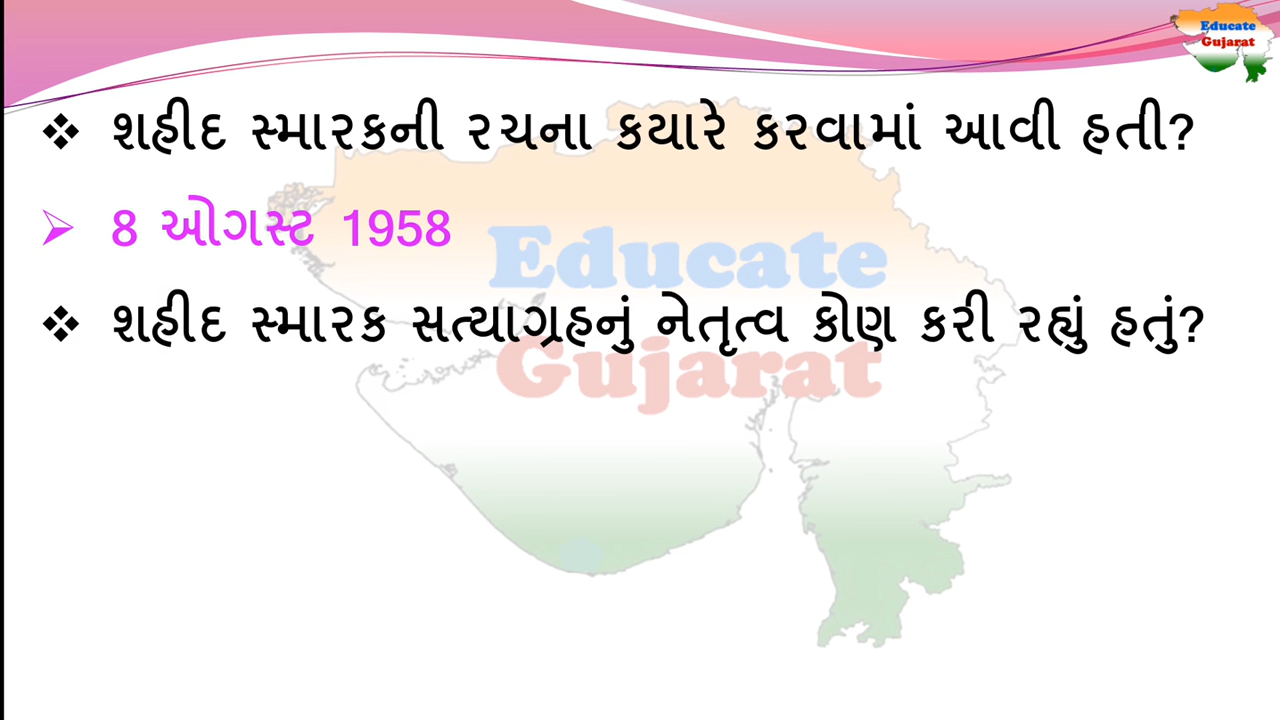 Educate
Gujarat
❖ શહીદ સ્મારકની રચના કયારે કરવામાં આવી હતી?
➢ 8 ઓગસ્ટ 1958
❖ શહીદ સ્મારક સત્યાગ્રહનું નેતૃત્વ કોણ કરી રહ્યું હતું?
Educate
Gujarat